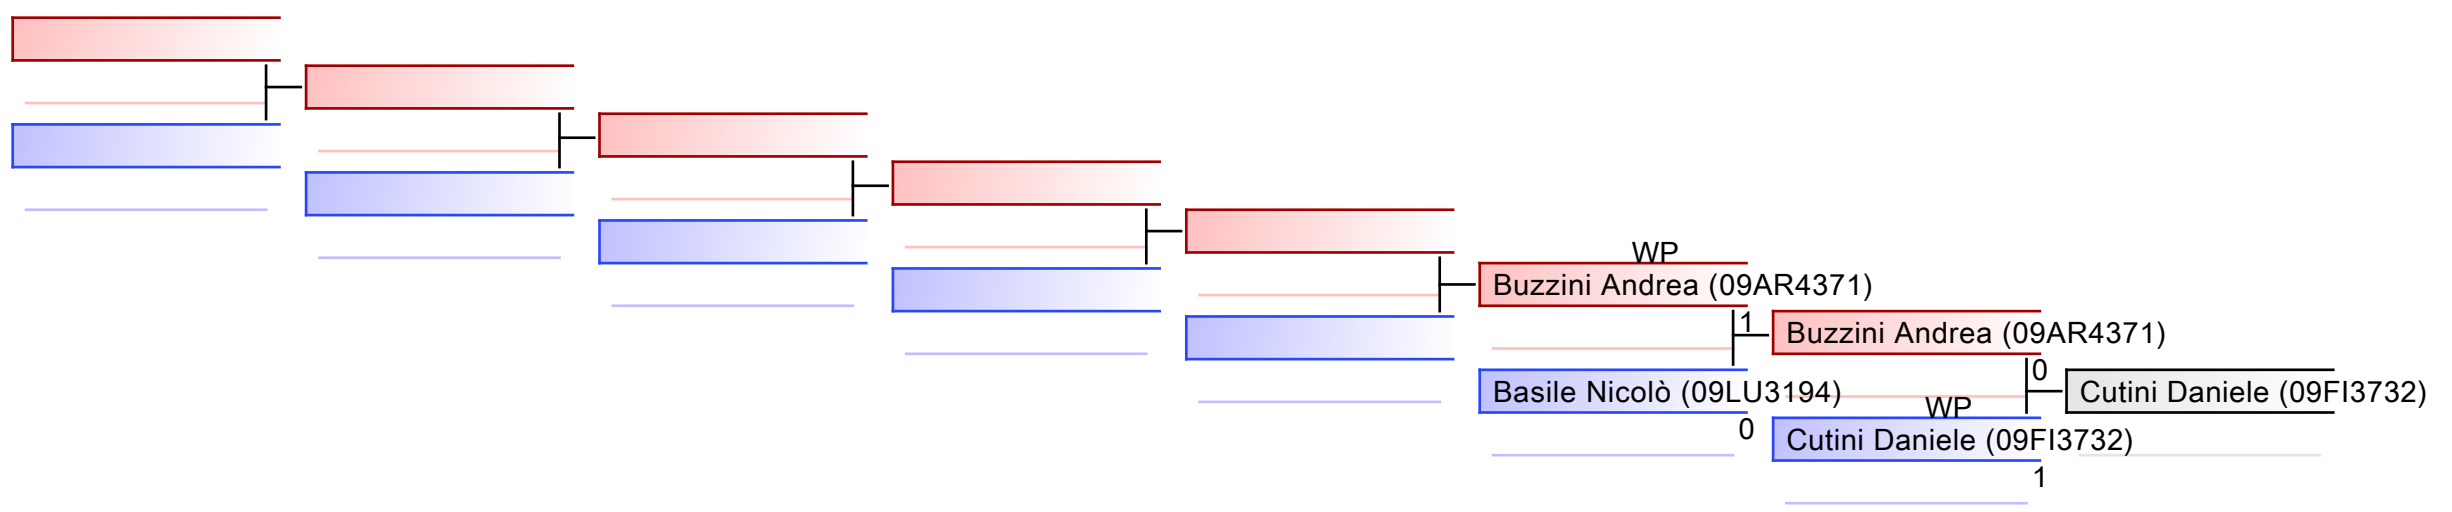 WP
Buzzini Andrea (09AR4371)
1
Basile Nicolò (09LU3194)
0
Buzzini Andrea (09AR4371)
0
WP
Cutini Daniele (09FI3732)
1
Cutini Daniele (09FI3732)